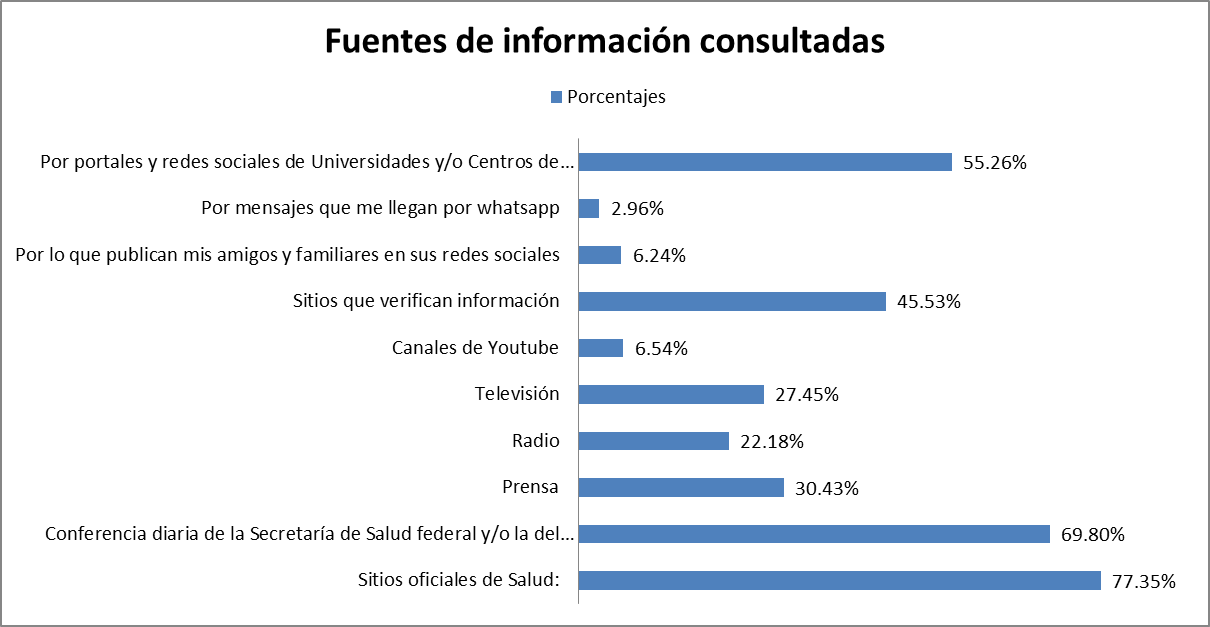 Fuentes de información consultadas
Porcentajes
Por portales y redes sociales de Universidades y/o Centros de... 55.26%
Por mensajes que me llegan por whatsapp 2.96%
Por lo que publican mis amigos y familiares en sus redes sociales 6.24%
Sitios que verifican información 45.53%
Canales de Youtube 6.54%
Televisión 27.45%
Radio 22.18%
Prensa 30.43%
Conferencia diaria de la Secretaría de Salud federal y/o la del... 69.80%
Sitios oficiales de Salud: 77.35%